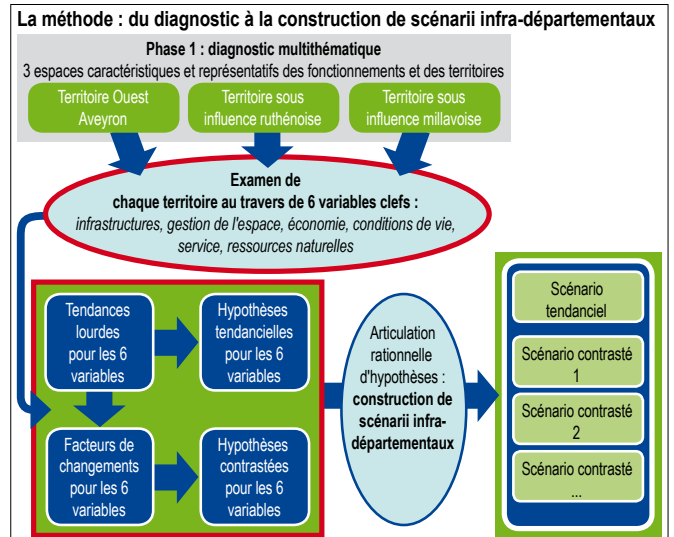 La méthode : du diagnostic à la construction de scénarii infra-départementaux
Phase 1 : diagnostic multithématique
3 espaces caractéristiques et représentatifs des fonctionnements et des territoires
Territoire Ouest
Aveyron
Territoire sous
influence ruthénoise
Territoire sous
influence millavoise
Examen de
chaque territoire au travers de 6 variables clefs :
infrastructures, gestion de l'espace, économie, conditions de vie,
service, ressources naturelles
Tendances
lourdes
pour les 6
variables
Hypothèses
tendancielles
pour les 6
variables
Facteurs de
changements
pour les 6
variables
Hypothèses
contrastées
pour les 6
variables
Articulation
rationnelle
d'hypothèses :
construction de
scénarii infra-
départementaux
Scénario
tendanciel
Scénario contrasté
1
Scénario contrasté
2
Scénario contrasté
...